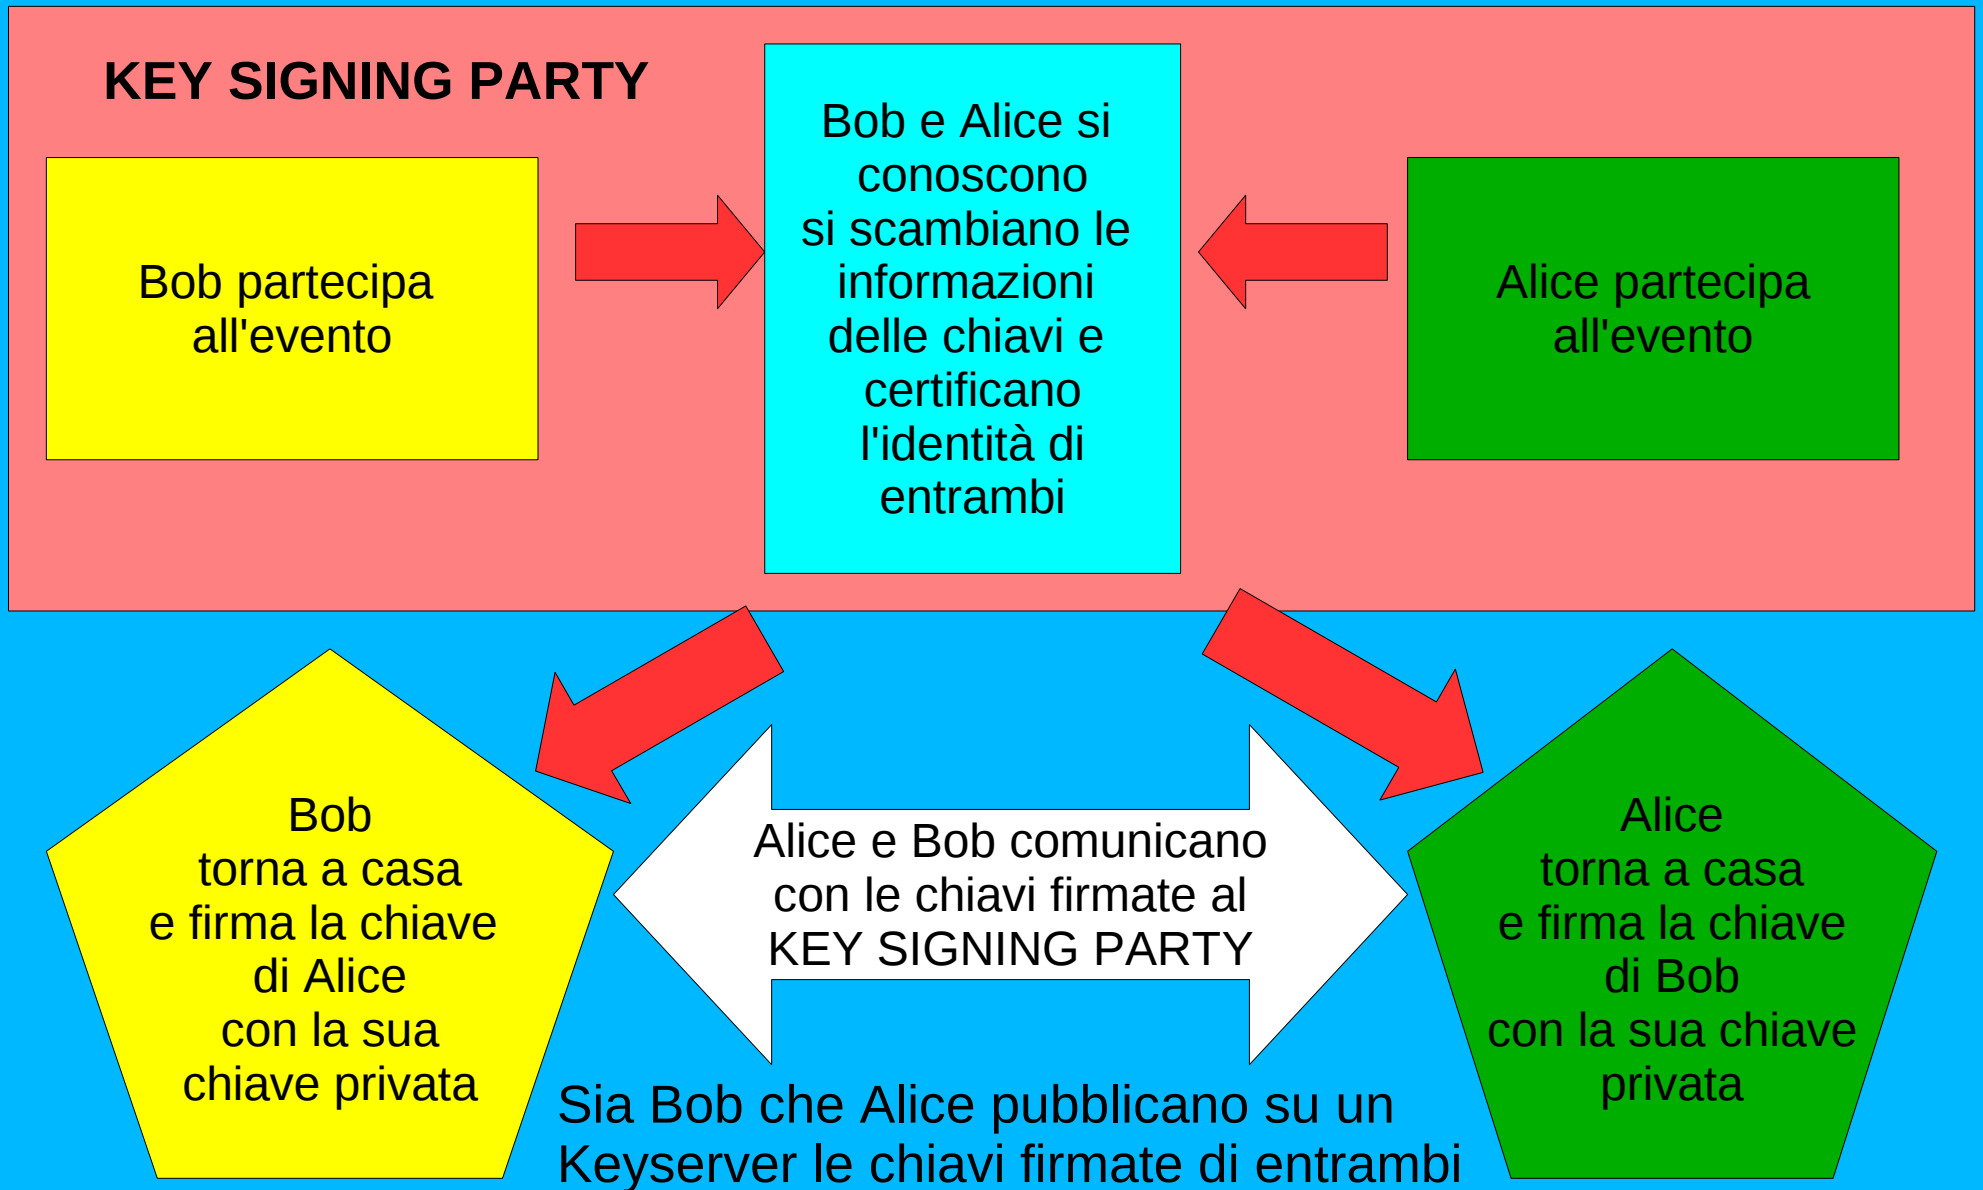 KEY SIGNING PARTY
Bob partecipa
all'evento
Bob e Alice si
conoscono
si scambiano le
informazioni
delle chiavi e
certificano
l'identità di
entrambi
Alice partecipa
all'evento
Bob
torna a casa
e firma la chiave
di Alice
con la sua
chiave privata
Alice e Bob comunicano
con le chiavi firmate al
KEY SIGNING PARTY
Alice
torna a casa
e firma la chiave
di Bob
con la sua chiave
privata
Sia Bob che Alice pubblicano su un
Keyserver le chiavi firmate di entrambi